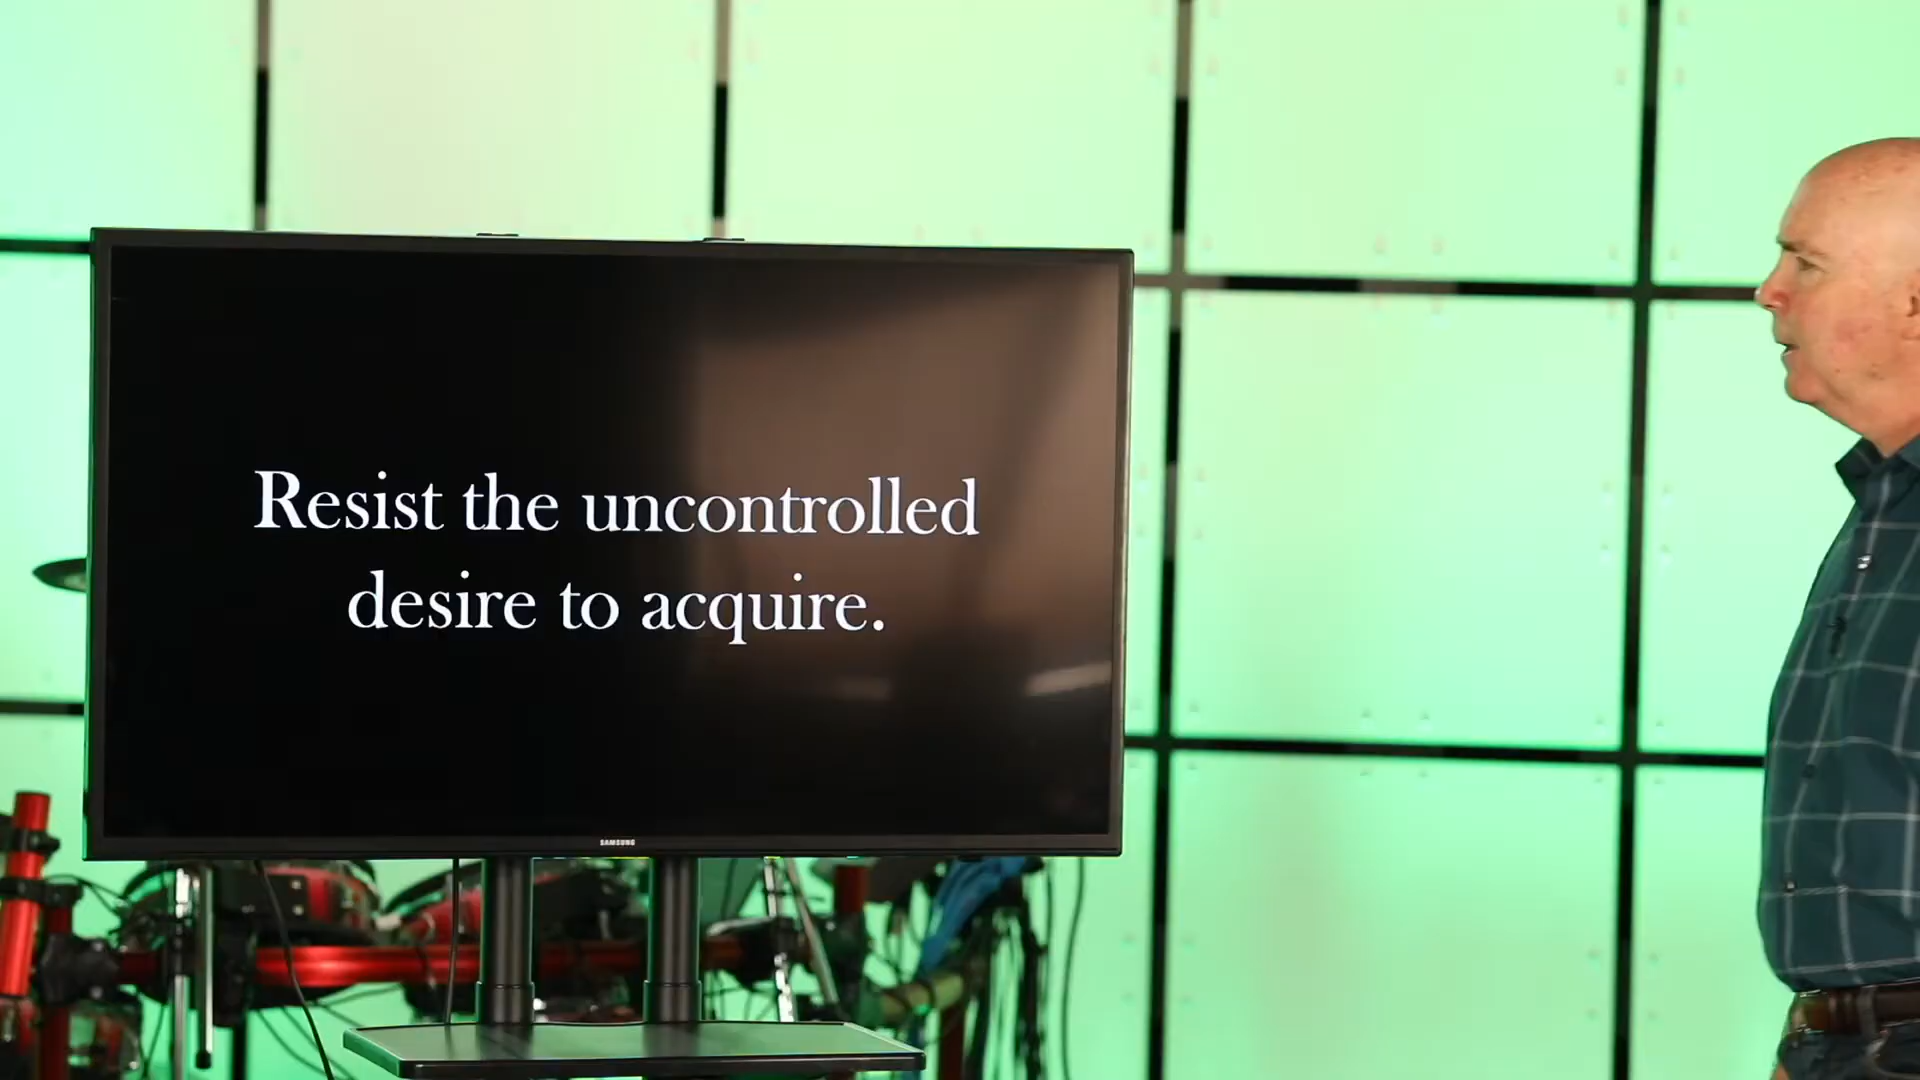 Resist the uncontrolled
desire to acquire.
SAMSUNG